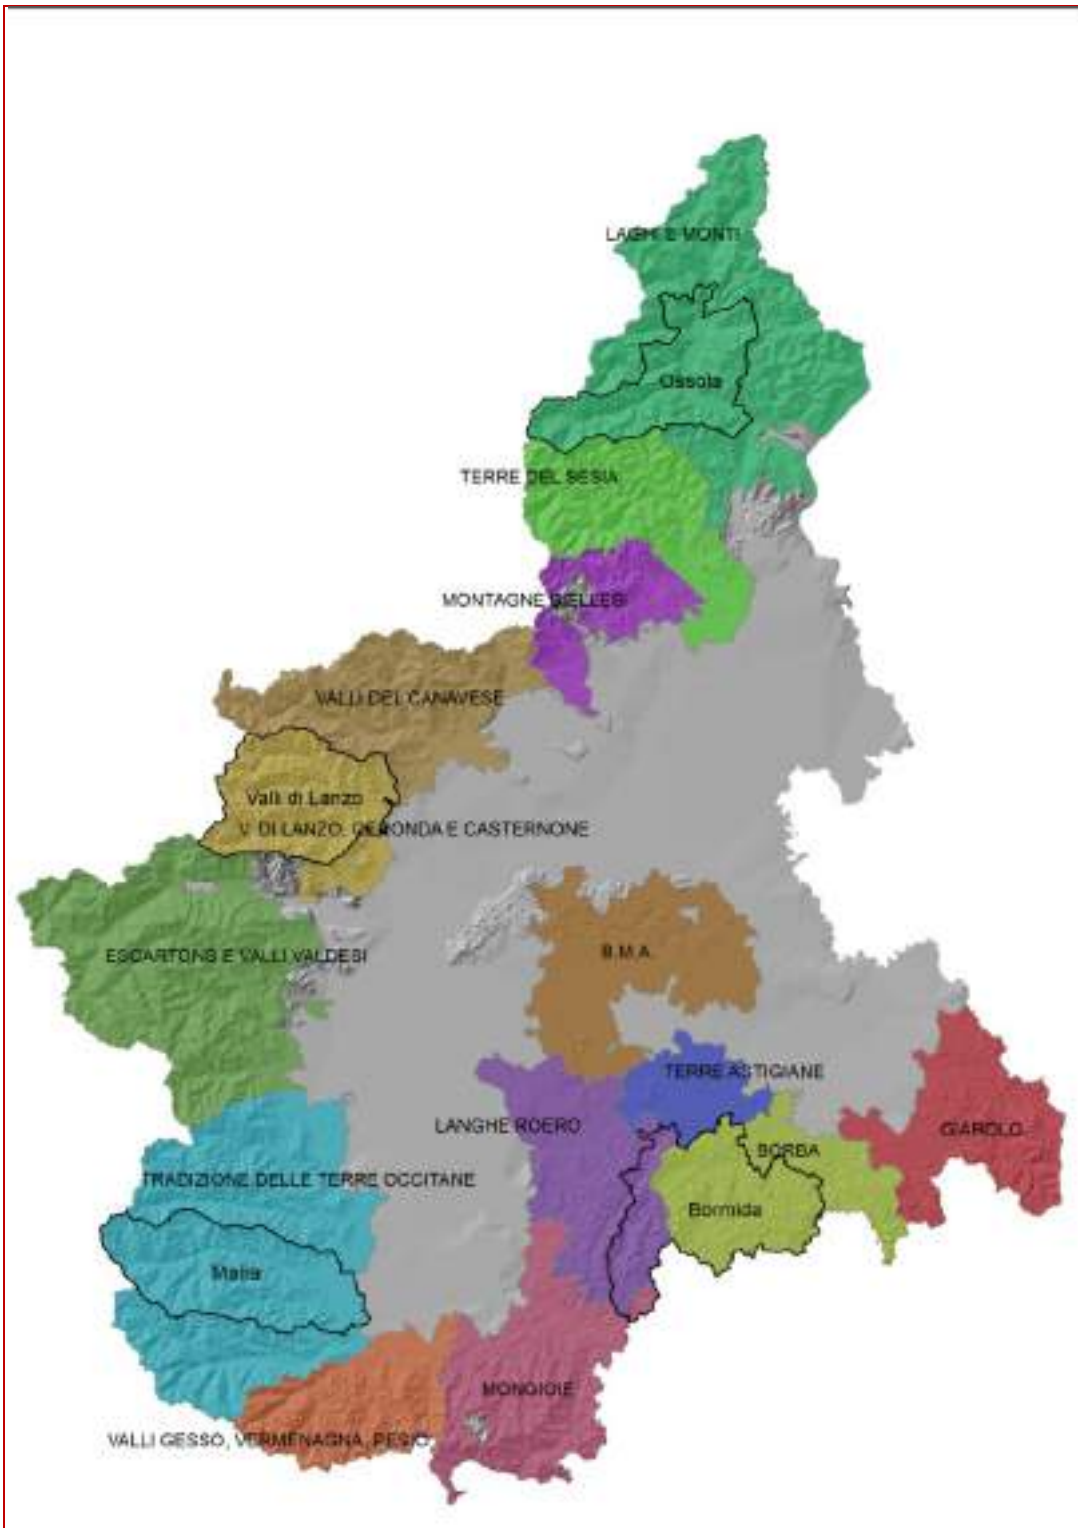 LAGHI E MONTI
Ossola
TERRE DEL SESIA
MONTAGNE BIELLESI
VALLI DEL CANAVESE
Valli di Lanzo
V. DI LANZO, CERONDA E CASTERNONE
ESCARTONS E VALLI VALDESI
B.M.A.
TERRE ASTIGIANE
LANGHE ROERO
GIAROLO
BORBA
TRADIZIONE DELLE TERRE OCCITANE
Bormida
Maira
MONGIOIE
VALLI GESSO, VERMENAGNA, PESIO